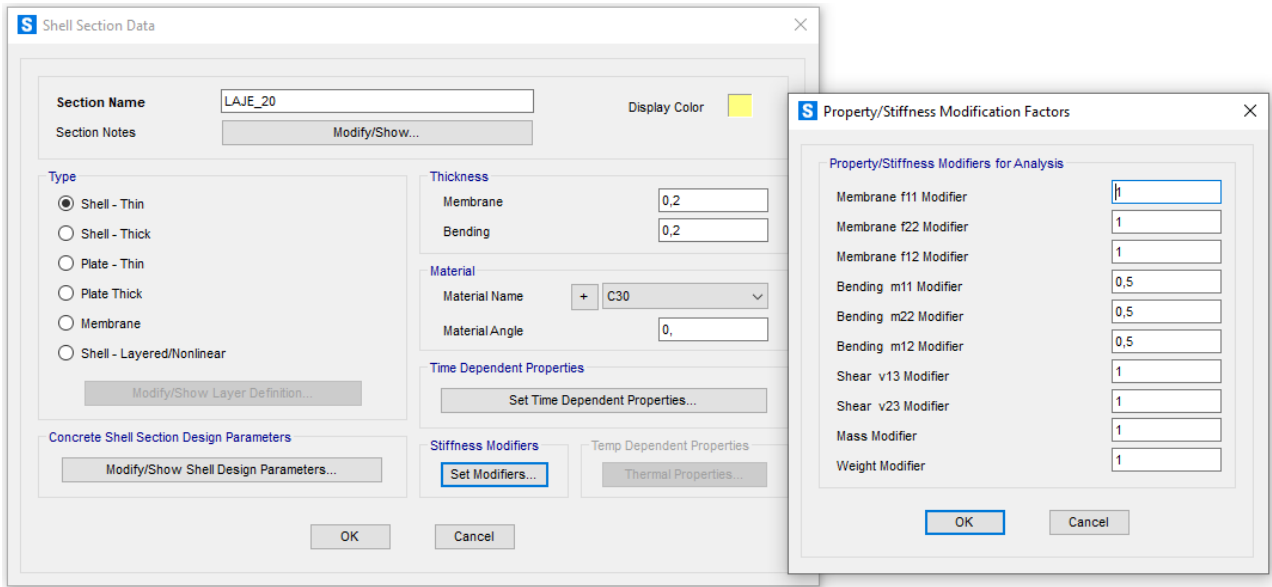 S Shell Section Data
Section Name LAJE_20 Display Color
Section Notes Modify/Show...
Type
Shell - Thin
Shell - Thick
Plate - Thin
Plate Thick
Membrane
Shell - Layered/Nonlinear
Modify/Show Layer Definition...
Concrete Shell Section Design Parameters
Modify/Show Shell Design Parameters...
Thickness
Membrane 0,2
Bending 0,2
Material
Material Name + C30
Material Angle 0,
Time Dependent Properties
Set Time Dependent Properties...
Stiffness Modifiers
Set Modifiers...
Temp Dependent Properties
Thermal Properties...
OK Cancel
S Property/Stiffness Modification Factors
Property/Stiffness Modifiers for Analysis
Membrane f11 Modifier 1
Membrane f22 Modifier 1
Membrane f12 Modifier 1
Bending m11 Modifier 0,5
Bending m22 Modifier 0,5
Bending m12 Modifier 0,5
Shear v13 Modifier 1
Shear v23 Modifier 1
Mass Modifier 1
Weight Modifier 1
OK Cancel